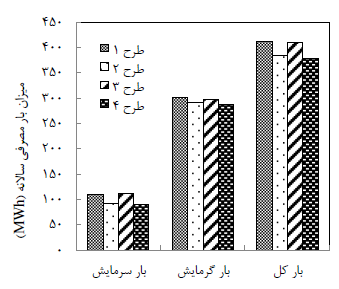 ۴۵۰
۴۰۰
۳۵۰
۳۰۰
۲۵۰
۲۰۰
۱۵۰
۱۰۰
۵۰
۰
میزان بار مصرفی سالانه (MWh)
طرح ۱
طرح ۲
طرح ۳
طرح ۴
بار سرمایش
بار گرمایش
بار کل